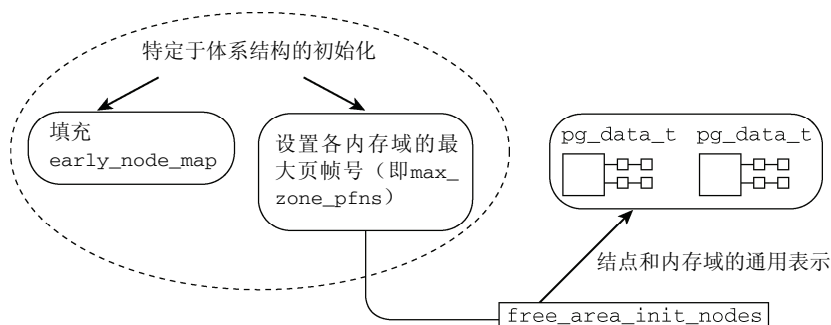 特定于体系结构的初始化
填充
early_node_map
设置各内存域的最
大页帧号（即max_
zone_pfns）
pg_data_t pg_data_t
结点和内存域的通用表示
free_area_init_nodes